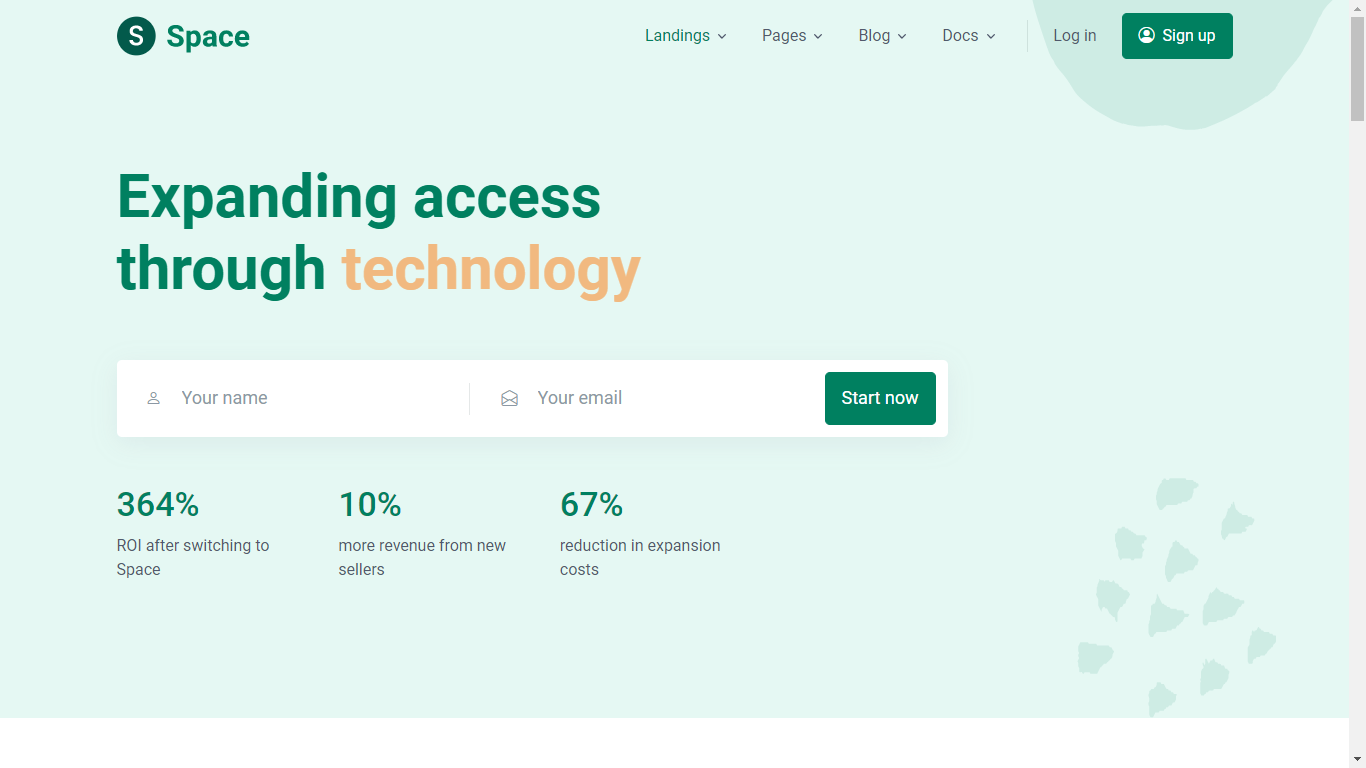 S Space
Landings
Pages
Blog
Docs
Log in
Sign up
Expanding access
through technology
Your name
Your email
Start now
364%
ROI after switching to
Space
10%
more revenue from new
sellers
67%
reduction in expansion
costs